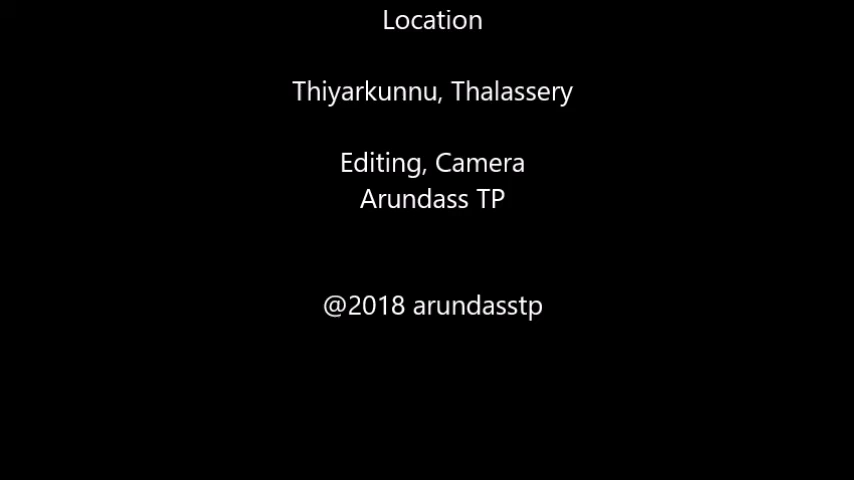 Location
Thiyarkunnu, Thalassery
Editing, Camera
Arundass TP
@2018 arundasstp